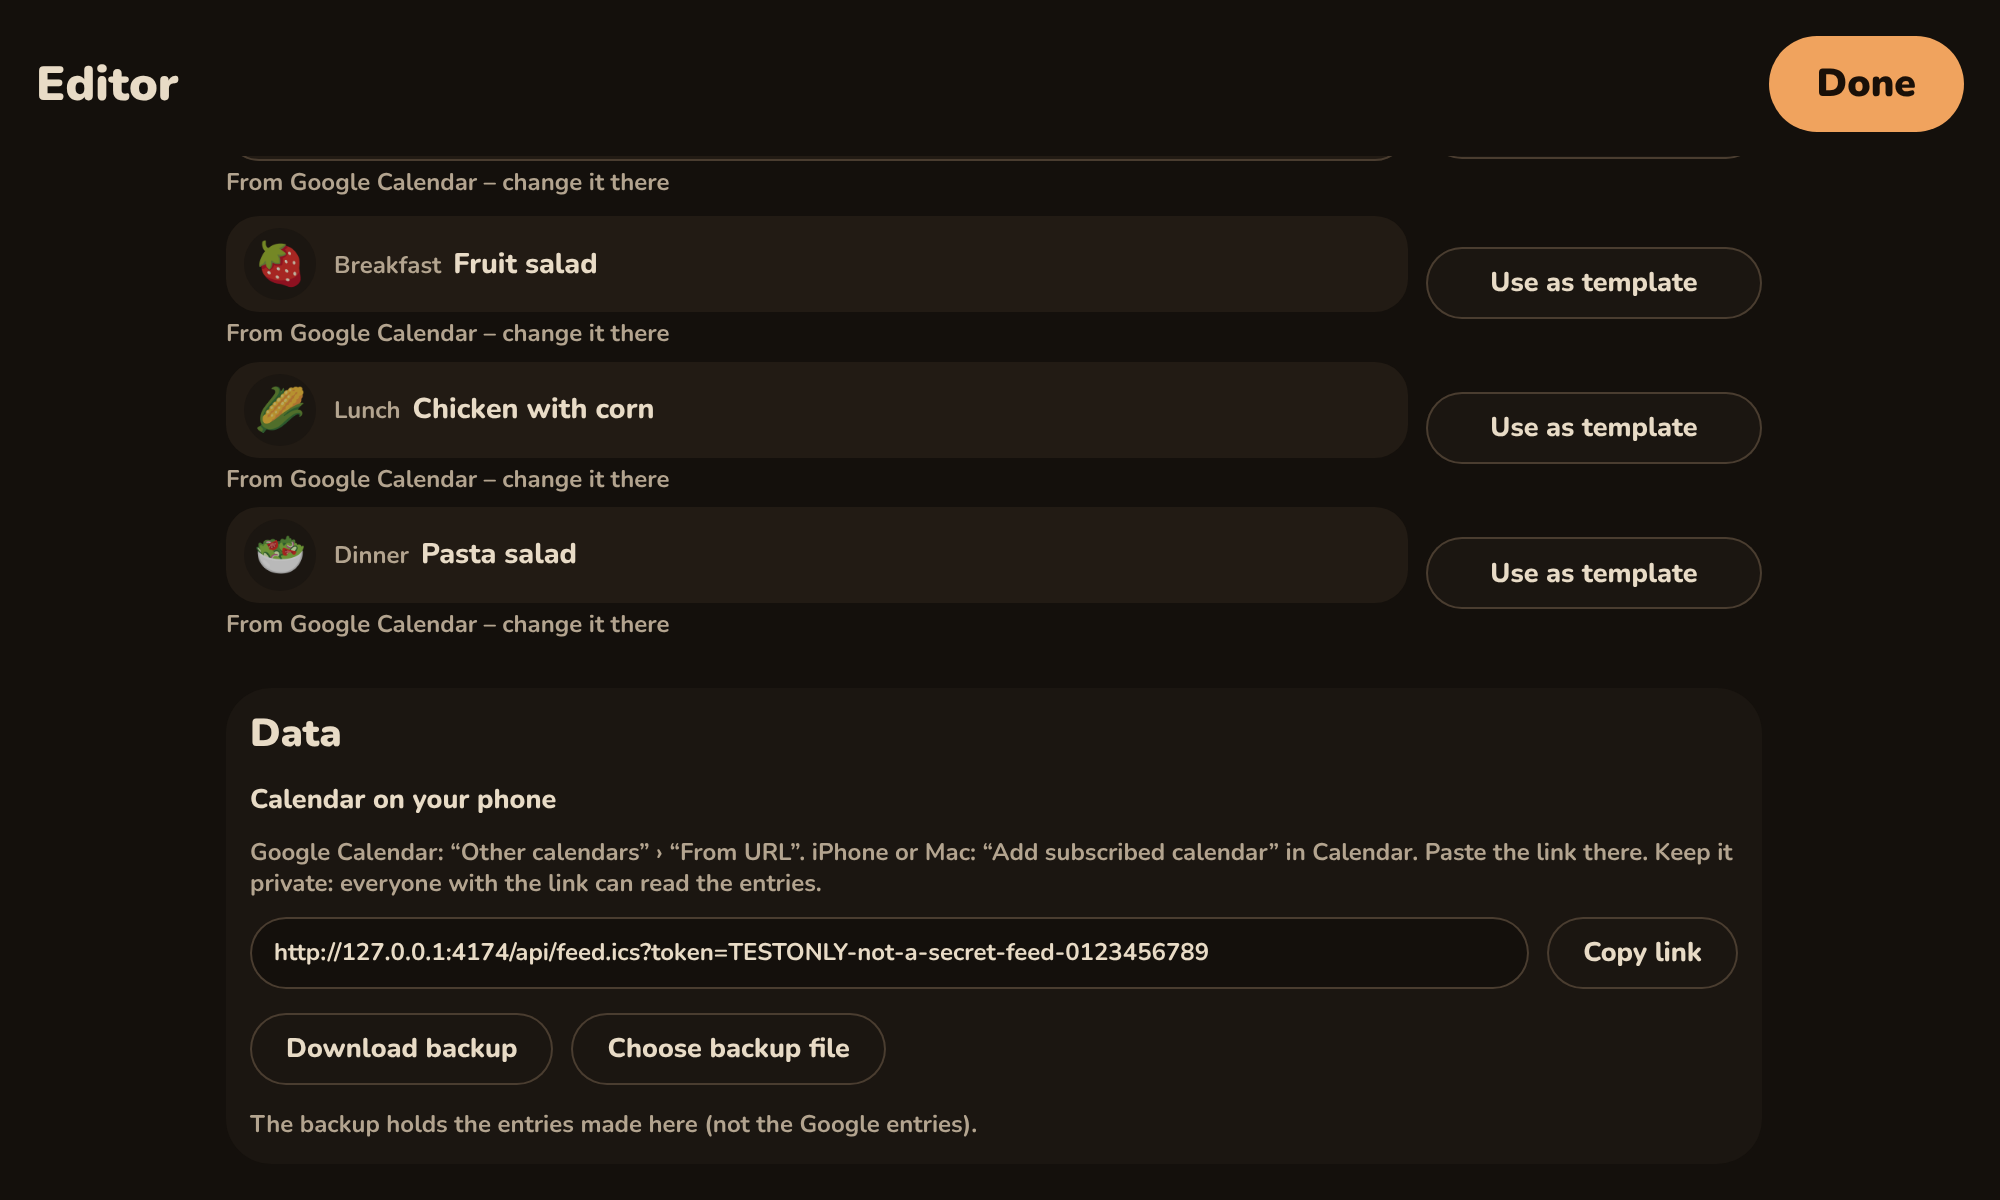 Editor
Done
From Google Calendar – change it there
Breakfast Fruit salad
Use as template
From Google Calendar – change it there
Lunch Chicken with corn
Use as template
From Google Calendar – change it there
Dinner Pasta salad
Use as template
From Google Calendar – change it there
Data
Calendar on your phone
Google Calendar: “Other calendars” › “From URL”. iPhone or Mac: “Add subscribed calendar” in Calendar. Paste the link there. Keep it
private: everyone with the link can read the entries.
http://127.0.0.1:4174/api/feed.ics?token=TESTONLY-not-a-secret-feed-0123456789
Copy link
Download backup
Choose backup file
The backup holds the entries made here (not the Google entries).